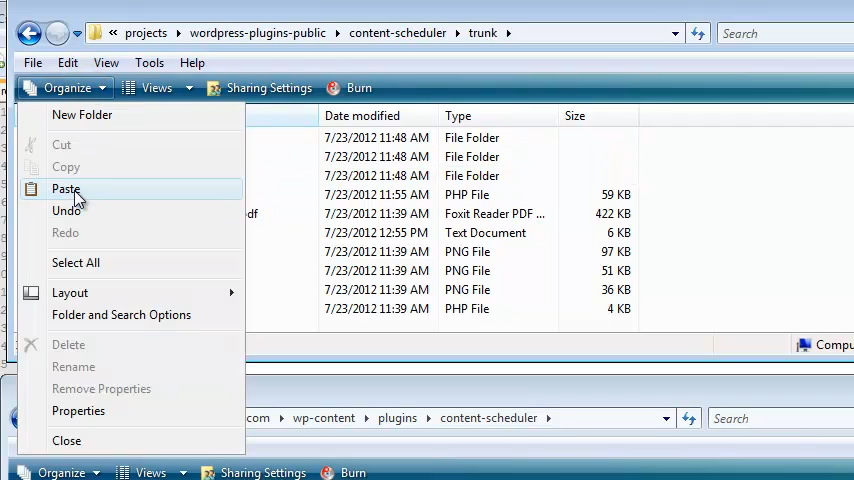 « projects ▸ wordpress-plugins-public ▸ content-scheduler ▸ trunk ▸ Search
File Edit View Tools Help
Organize Views Sharing Settings Burn
New Folder
Date modified Type Size
7/23/2012 11:48 AM File Folder
Cut
7/23/2012 11:48 AM File Folder
Copy
7/23/2012 11:48 AM File Folder
Paste
7/23/2012 11:55 AM PHP File 59 KB
Undo
df 7/23/2012 11:39 AM Foxit Reader PDF ... 422 KB
Redo
7/23/2012 12:55 PM Text Document 6 KB
7/23/2012 11:39 AM PNG File 97 KB
Select All
7/23/2012 11:39 AM PNG File 51 KB
Layout
7/23/2012 11:39 AM PNG File 36 KB
Folder and Search Options
7/23/2012 11:39 AM PHP File 4 KB
Delete
Compu
Rename
Remove Properties
Properties
com ▸ wp-content ▸ plugins ▸ content-scheduler ▸ Search
Close
Organize Views Sharing Settings Burn